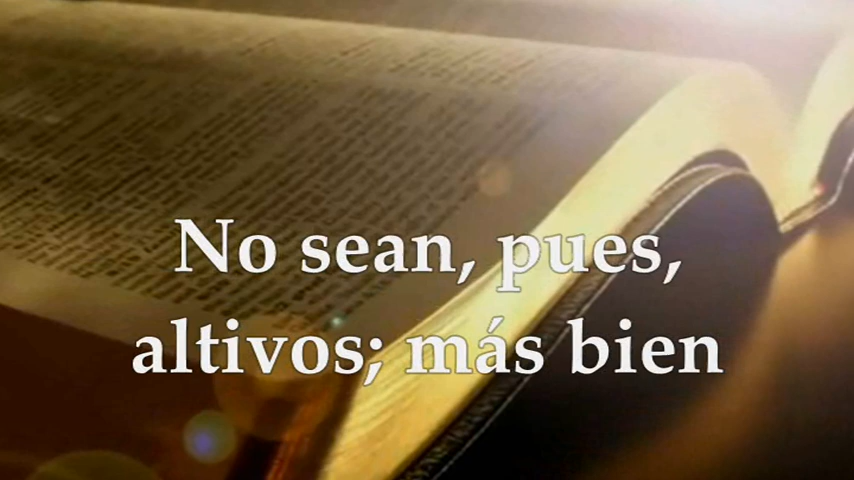 No sean, pues,
altivos; más bien